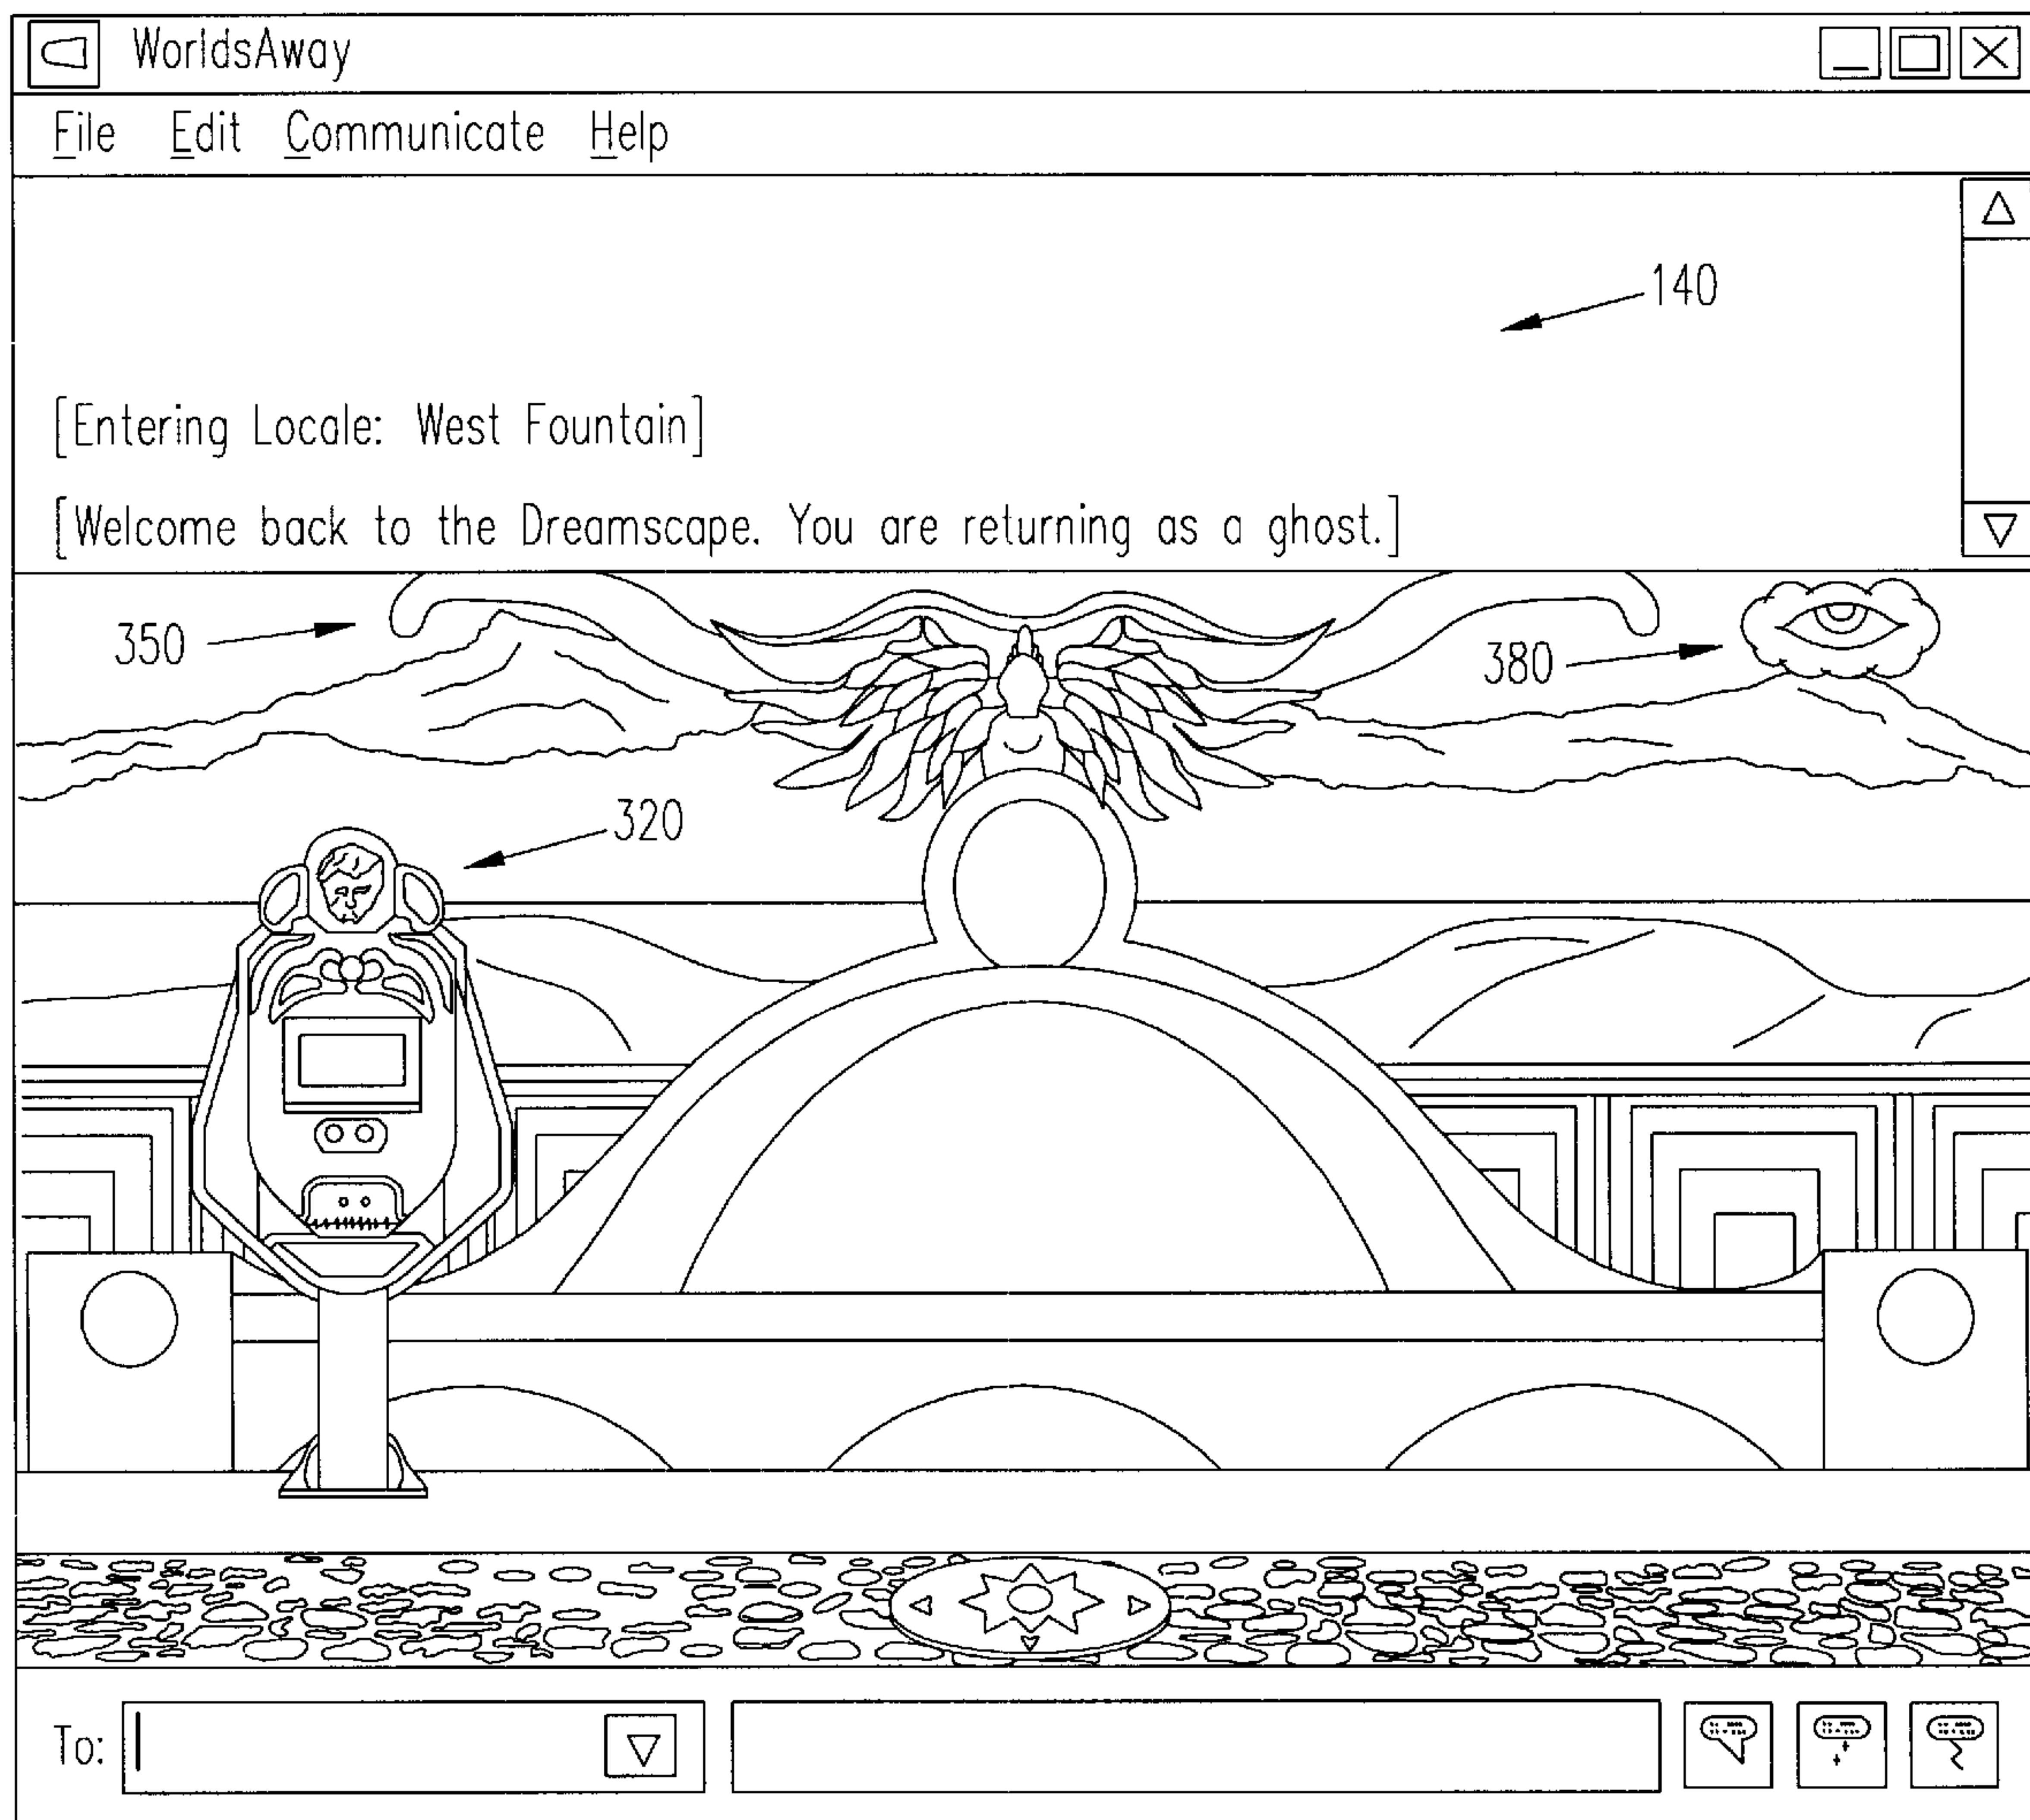 WorldsAway
File Edit Communicate Help
140
[Entering Locale: West Fountain]
[Welcome back to the Dreamscape. You are returning as a ghost.]
350
380
320
To: